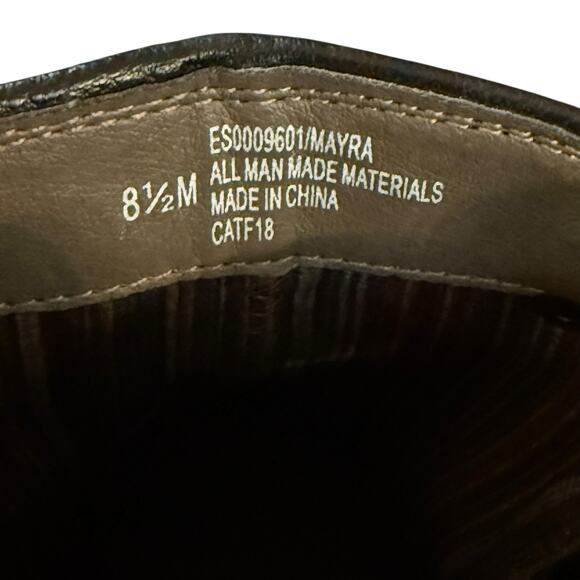 ES0009601/MAYRA
8½M ALL MAN MADE MATERIALS
MADE IN CHINA
CATF18